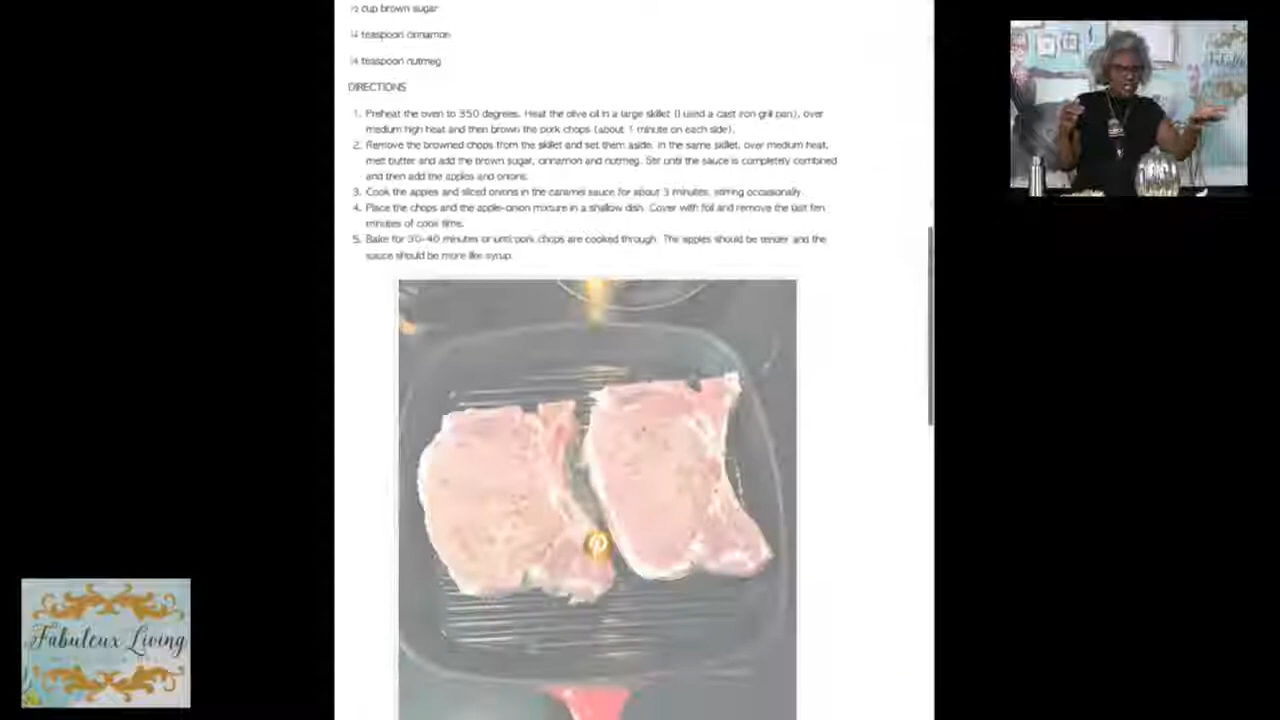 ½ cup brown sugar
¼ teaspoon cinnamon
¼ teaspoon nutmeg
DIRECTIONS
1. Preheat the oven to 350 degrees. Heat the olive oil in a large skillet (I used a cast iron grill pan), over
medium high heat and then brown the pork chops (about 1 minute on each side).
2. Remove the browned chops from the skillet and set them aside. In the same skillet, over medium heat,
melt butter and add the brown sugar, cinnamon and nutmeg. Stir until the sauce is completely combined
and then add the apples and onions.
3. Cook the apples and sliced onions in the caramel sauce for about 3 minutes, stirring occasionally.
4. Place the chops and the apple-onion mixture in a shallow dish. Cover with foil and remove the last ten
minutes of cook time.
5. Bake for 30-40 minutes or until pork chops are cooked through. The apples should be tender and the
sauce should be more like syrup.
Fabuleux Living